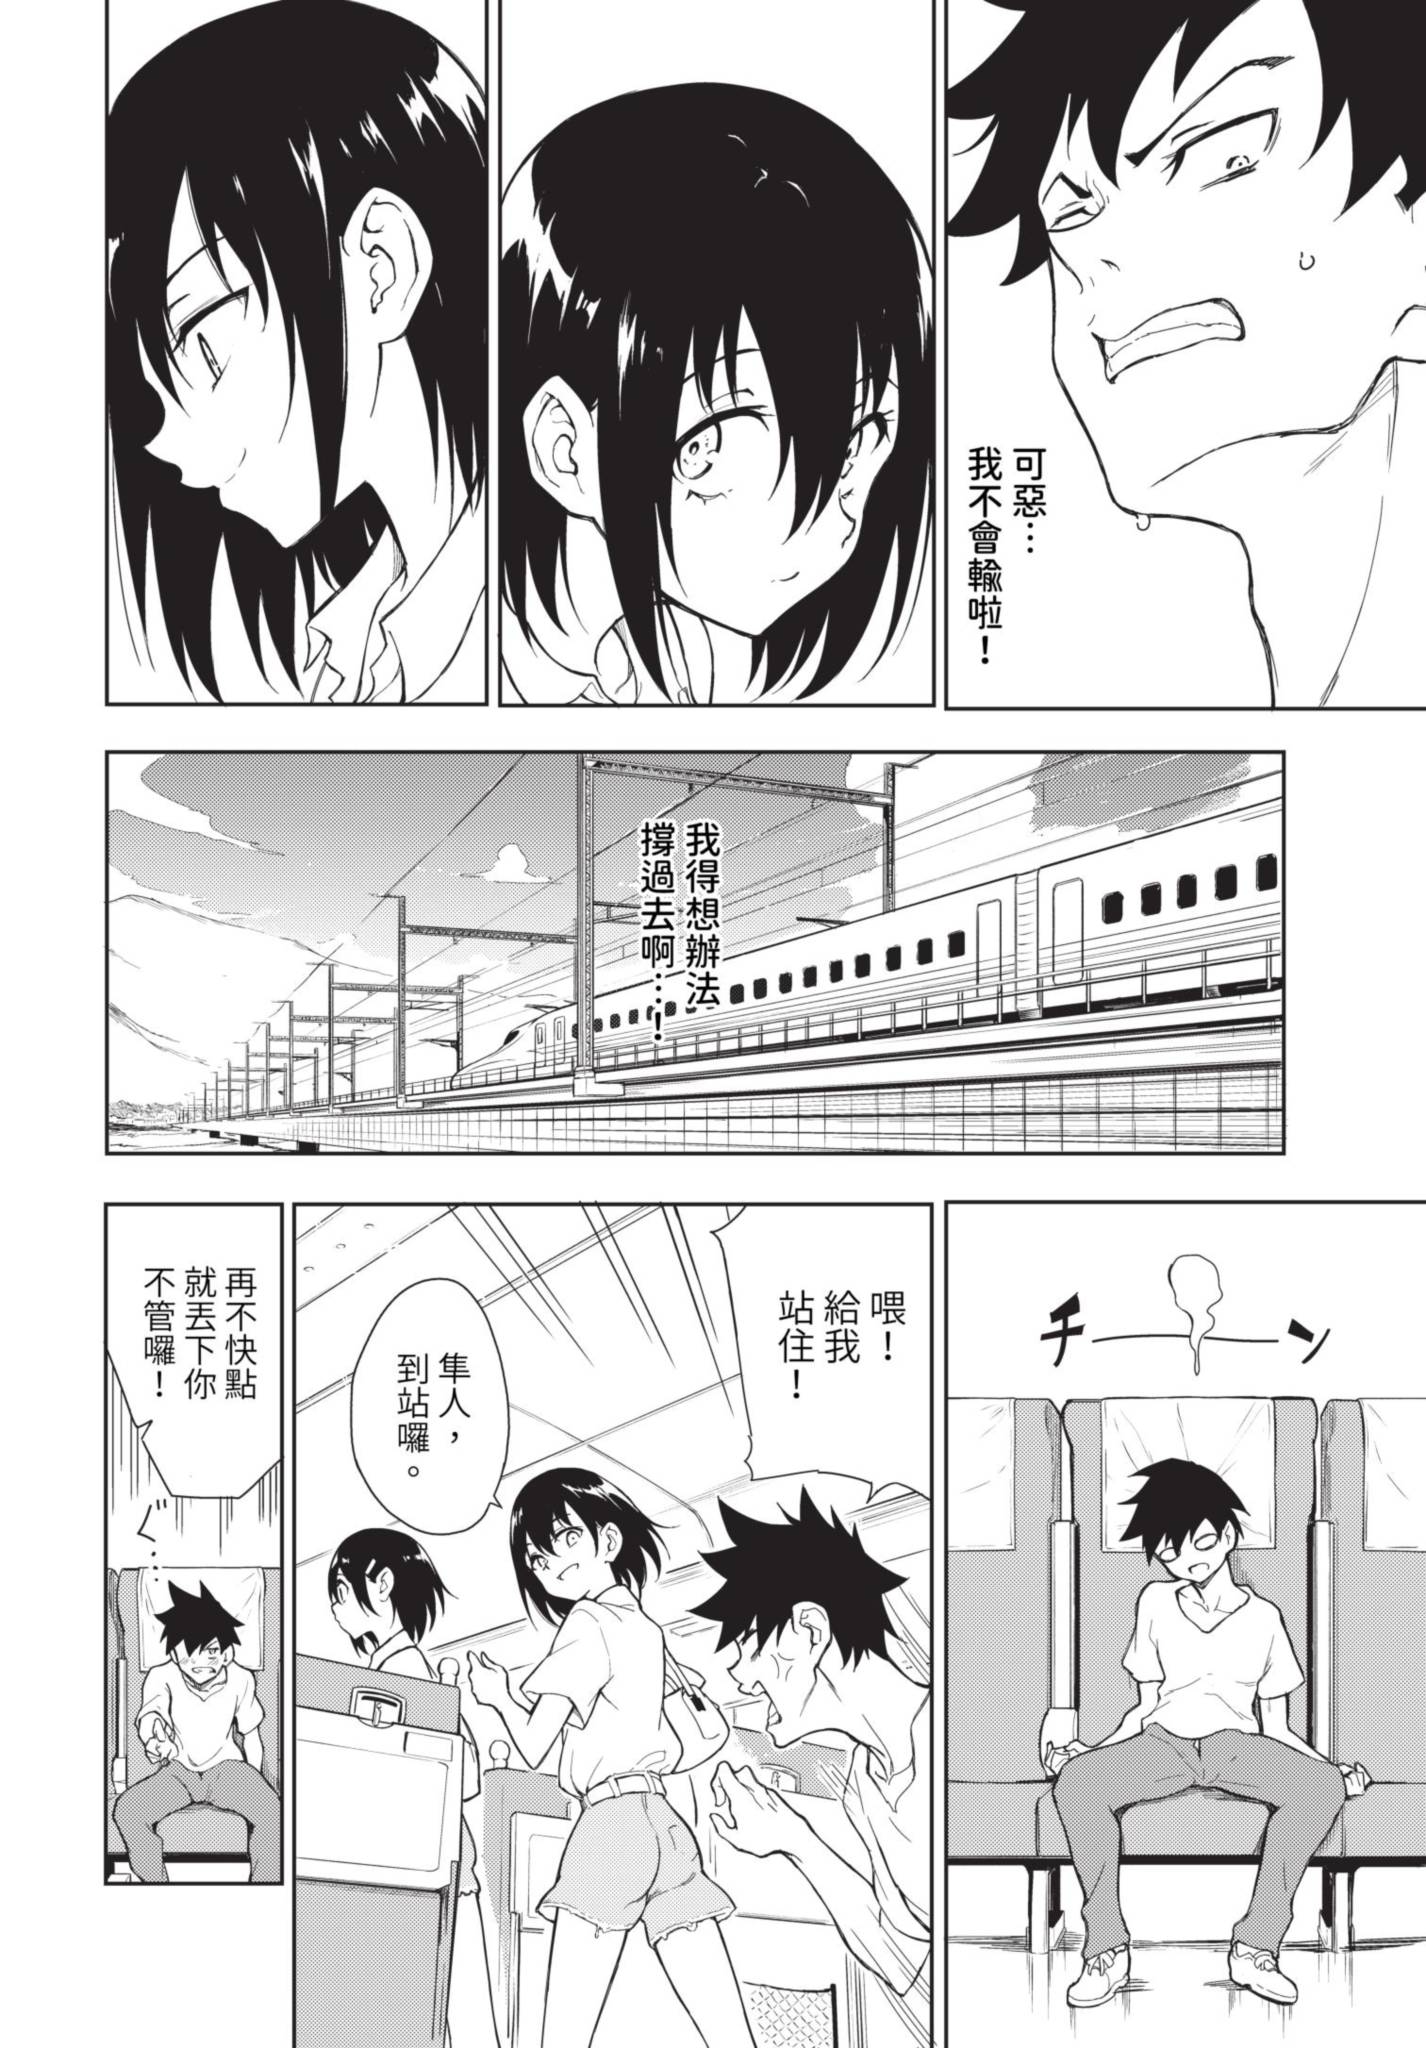 可惡…
我不會輸啦！
我得想辦法
撐過去啊…！
チーン
喂！
給我
站住！
隼人，
到站囉。
再不快點
就丟下你
不管囉！
ぐ…